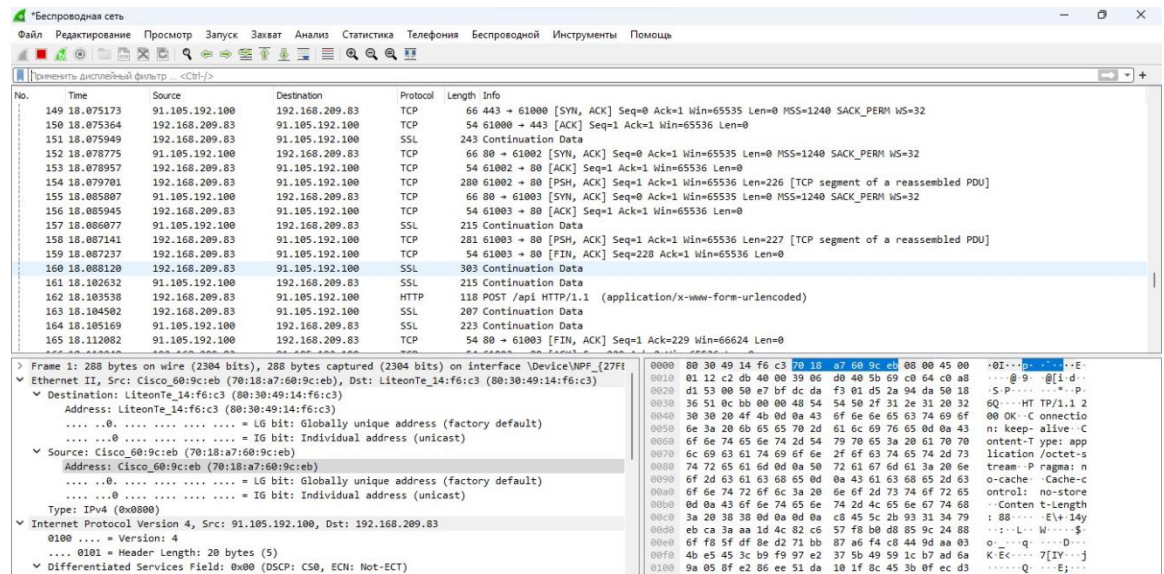 *Беспроводная сеть
Файл Редактирование Просмотр Запуск Захват Анализ Статистика Телефония Беспроводной Инструменты Помощь
Применить дисплейный фильтр ... <Ctrl-/>
No. Time Source Destination Protocol Length Info
149 18.075173 91.105.192.100 192.168.209.83 TCP 66 443 → 61000 [SYN, ACK] Seq=0 Ack=1 Win=65535 Len=0 MSS=1240 SACK_PERM WS=32
150 18.075364 192.168.209.83 91.105.192.100 TCP 54 61000 → 443 [ACK] Seq=1 Ack=1 Win=65536 Len=0
151 18.075949 192.168.209.83 91.105.192.100 SSL 243 Continuation Data
152 18.078775 91.105.192.100 192.168.209.83 TCP 66 80 → 61002 [SYN, ACK] Seq=0 Ack=1 Win=65535 Len=0 MSS=1240 SACK_PERM WS=32
153 18.078957 192.168.209.83 91.105.192.100 TCP 54 61002 → 80 [ACK] Seq=1 Ack=1 Win=65536 Len=0
154 18.079701 192.168.209.83 91.105.192.100 TCP 280 61002 → 80 [PSH, ACK] Seq=1 Ack=1 Win=65536 Len=226 [TCP segment of a reassembled PDU]
155 18.085807 91.105.192.100 192.168.209.83 TCP 66 80 → 61003 [SYN, ACK] Seq=0 Ack=1 Win=65535 Len=0 MSS=1240 SACK_PERM WS=32
156 18.085945 192.168.209.83 91.105.192.100 TCP 54 61003 → 80 [ACK] Seq=1 Ack=1 Win=65536 Len=0
157 18.086077 192.168.209.83 91.105.192.100 SSL 215 Continuation Data
158 18.087141 192.168.209.83 91.105.192.100 TCP 281 61003 → 80 [PSH, ACK] Seq=1 Ack=1 Win=65536 Len=227 [TCP segment of a reassembled PDU]
159 18.087237 192.168.209.83 91.105.192.100 TCP 54 61003 → 80 [FIN, ACK] Seq=228 Ack=1 Win=65536 Len=0
160 18.088120 192.168.209.83 91.105.192.100 SSL 303 Continuation Data
161 18.102632 192.168.209.83 91.105.192.100 SSL 215 Continuation Data
162 18.103538 192.168.209.83 91.105.192.100 HTTP 118 POST /api HTTP/1.1 (application/x-www-form-urlencoded)
163 18.104502 192.168.209.83 91.105.192.100 SSL 207 Continuation Data
164 18.105169 91.105.192.100 192.168.209.83 SSL 223 Continuation Data
165 18.112082 91.105.192.100 192.168.209.83 TCP 54 80 → 61003 [FIN, ACK] Seq=1 Ack=229 Win=66624 Len=0
Frame 1: 288 bytes on wire (2304 bits), 288 bytes captured (2304 bits) on interface \Device\NPF_{27FE
Ethernet II, Src: Cisco_60:9c:eb (70:18:a7:60:9c:eb), Dst: LiteonTe_14:f6:c3 (80:30:49:14:f6:c3)
Destination: LiteonTe_14:f6:c3 (80:30:49:14:f6:c3)
Address: LiteonTe_14:f6:c3 (80:30:49:14:f6:c3)
.... ..0. .... .... .... .... = LG bit: Globally unique address (factory default)
.... ...0 .... .... .... .... = IG bit: Individual address (unicast)
Source: Cisco_60:9c:eb (70:18:a7:60:9c:eb)
Address: Cisco_60:9c:eb (70:18:a7:60:9c:eb)
.... ..0. .... .... .... .... = LG bit: Globally unique address (factory default)
.... ...0 .... .... .... .... = IG bit: Individual address (unicast)
Type: IPv4 (0x0800)
Internet Protocol Version 4, Src: 91.105.192.100, Dst: 192.168.209.83
0100 .... = Version: 4
.... 0101 = Header Length: 20 bytes (5)
Differentiated Services Field: 0x00 (DSCP: CS0, ECN: Not-ECT)
0000 80 30 49 14 f6 c3 70 18 a7 60 9c eb 08 00 45 00 ·0I···p· ·`····E·
0010 01 12 c2 db 40 00 39 06 d0 40 5b 69 c0 64 c0 a8 ····@·9· ·@[i·d··
0020 d1 53 00 50 e7 bf dc da f3 01 d5 2a 94 da 50 18 ·S·P···· ···*··P·
0030 36 51 0c bb 00 00 48 54 54 50 2f 31 2e 31 20 32 6Q····HT TP/1.1 2
0040 30 30 20 4f 4b 0d 0a 43 6f 6e 6e 65 63 74 69 6f 00 OK··C onnectio
0050 6e 3a 20 6b 65 65 70 2d 61 6c 69 76 65 0d 0a 43 n: keep- alive··C
0060 6f 6e 74 65 6e 74 2d 54 79 70 65 3a 20 61 70 70 ontent-T ype: app
0070 6c 69 63 61 74 69 6f 6e 2f 6f 63 74 65 74 2d 73 lication /octet-s
0080 74 72 65 61 6d 0d 0a 50 72 61 67 6d 61 3a 20 6e tream··P ragma: n
0090 6f 2d 63 61 63 68 65 0d 0a 43 61 63 68 65 2d 63 o-cache· ·Cache-c
00a0 6f 6e 74 72 6f 6c 3a 20 6e 6f 2d 73 74 6f 72 65 ontrol: no-store
00b0 0d 0a 43 6f 6e 74 65 6e 74 2d 4c 65 6e 67 74 68 ··Conten t-Length
00c0 3a 20 38 38 0d 0a 0d 0a c8 45 5c 2b 93 31 34 79 : 88···· ·E\+·14y
00d0 eb ca 3a aa 1d 4c 82 c6 57 f8 b0 d8 85 9c 24 88 ··:··L·· W·····$·
00e0 6f f8 5f df 8e d2 71 bb 87 a6 f4 c8 44 9d aa 03 o·_···q· ····D···
00f0 4b e5 45 3c b9 f9 97 e2 37 5b 49 59 1c b7 ad 6a K·E<···· 7[IY···j
0100 9a 05 8f e2 86 ee 51 da 10 1f 8c 45 3b 0f ec d3 ······Q· ···E;···